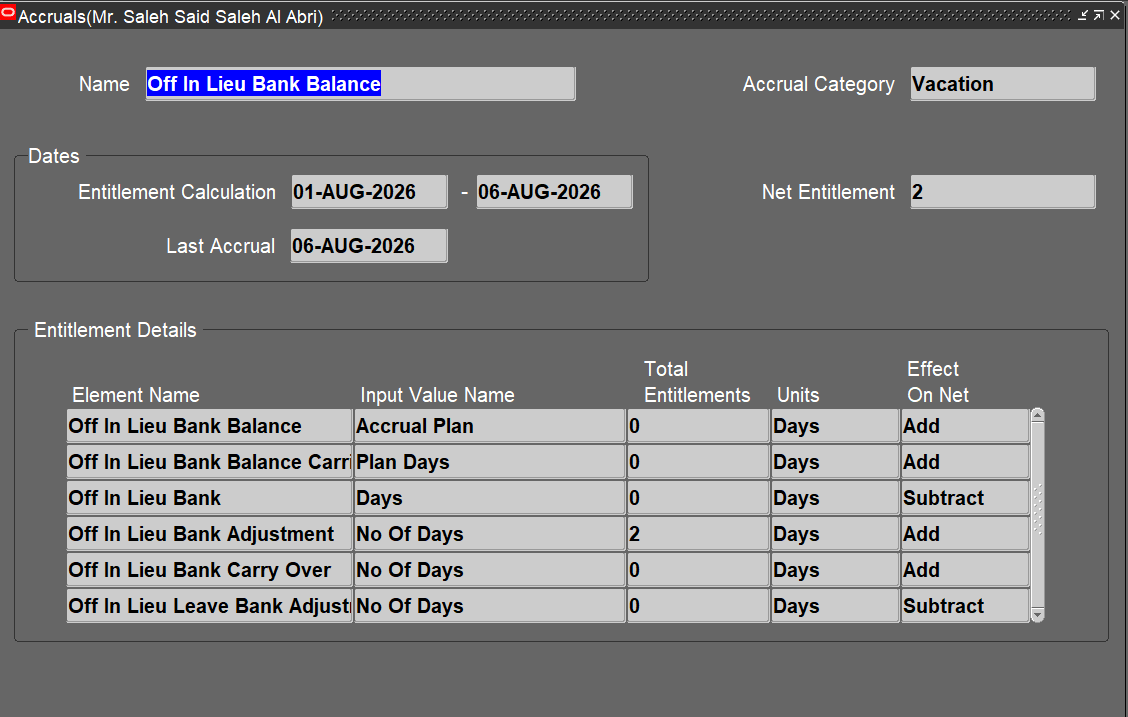 Accruals(Mr. Saleh Said Saleh Al Abri)
Name Off In Lieu Bank Balance Accrual Category Vacation
Dates
Entitlement Calculation 01-AUG-2026 - 06-AUG-2026 Net Entitlement 2
Last Accrual 06-AUG-2026
Entitlement Details
Total Effect
Element Name Input Value Name Entitlements Units On Net
Off In Lieu Bank Balance Accrual Plan 0 Days Add
Off In Lieu Bank Balance Carri Plan Days 0 Days Add
Off In Lieu Bank Days 0 Days Subtract
Off In Lieu Bank Adjustment No Of Days 2 Days Add
Off In Lieu Bank Carry Over No Of Days 0 Days Add
Off In Lieu Leave Bank Adjust No Of Days 0 Days Subtract